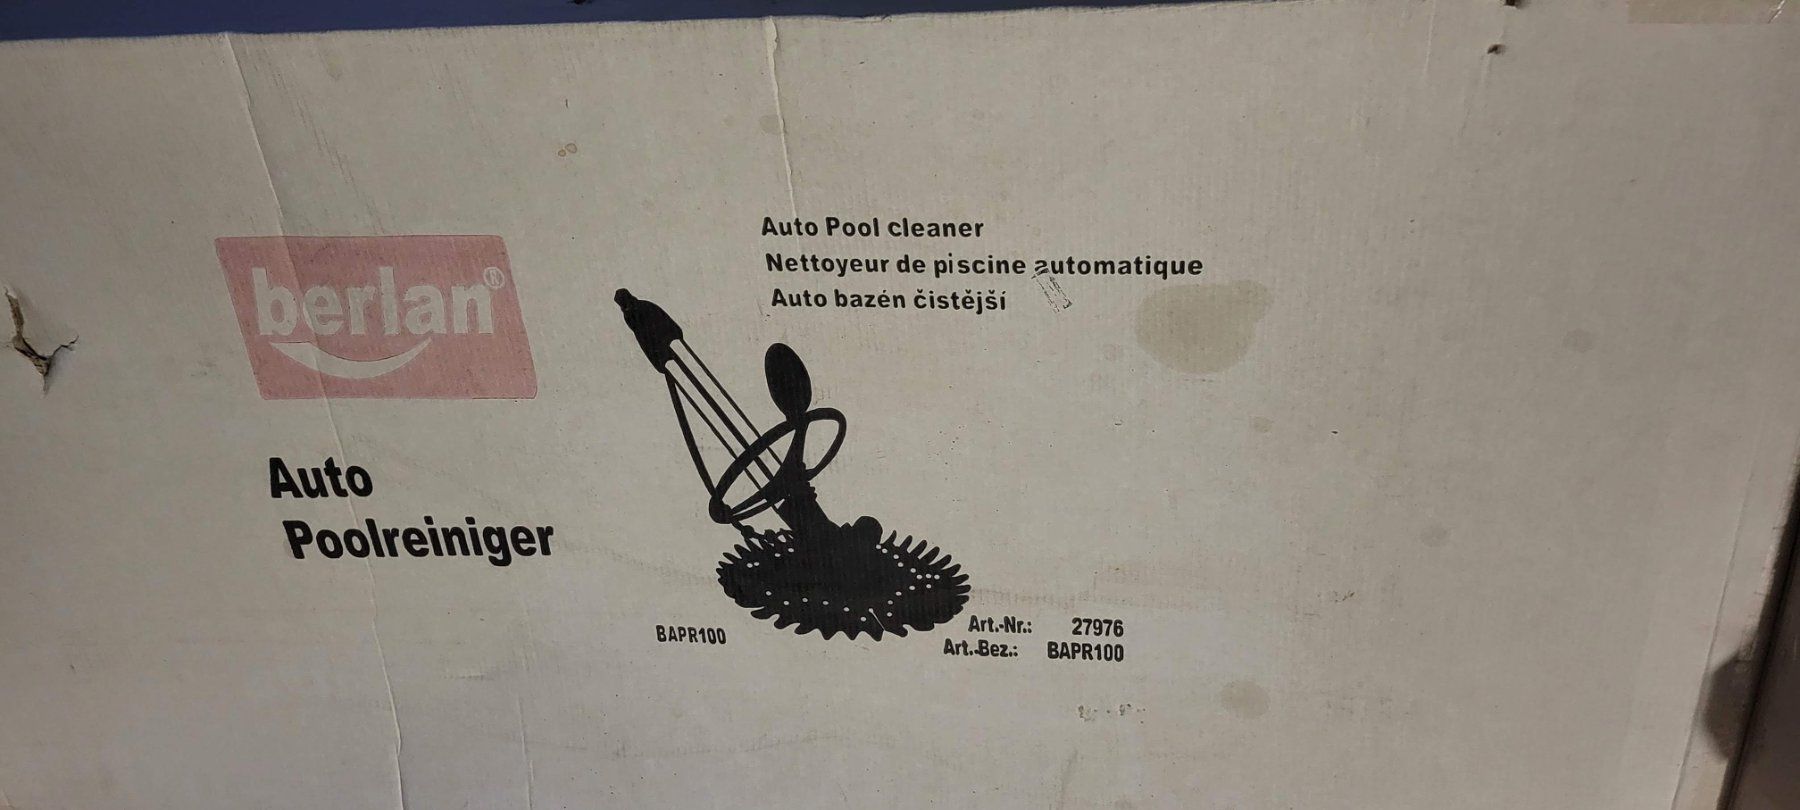 berlan®
Auto
Poolreiniger
Auto Pool cleaner
Nettoyeur de piscine automatique
Auto bazén čistější
BAPR100
Art.-Nr.: 27976
Art.-Bez.: BAPR100